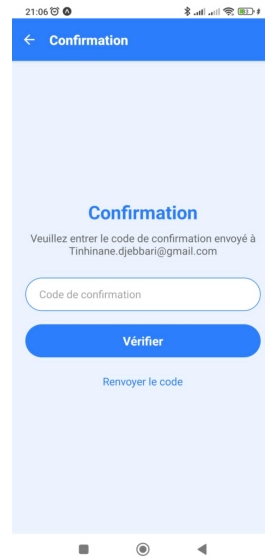 21:06
Confirmation
Confirmation
Veuillez entrer le code de confirmation envoyé à
Tinhinane.djebbari@gmail.com
Code de confirmation
Vérifier
Renvoyer le code